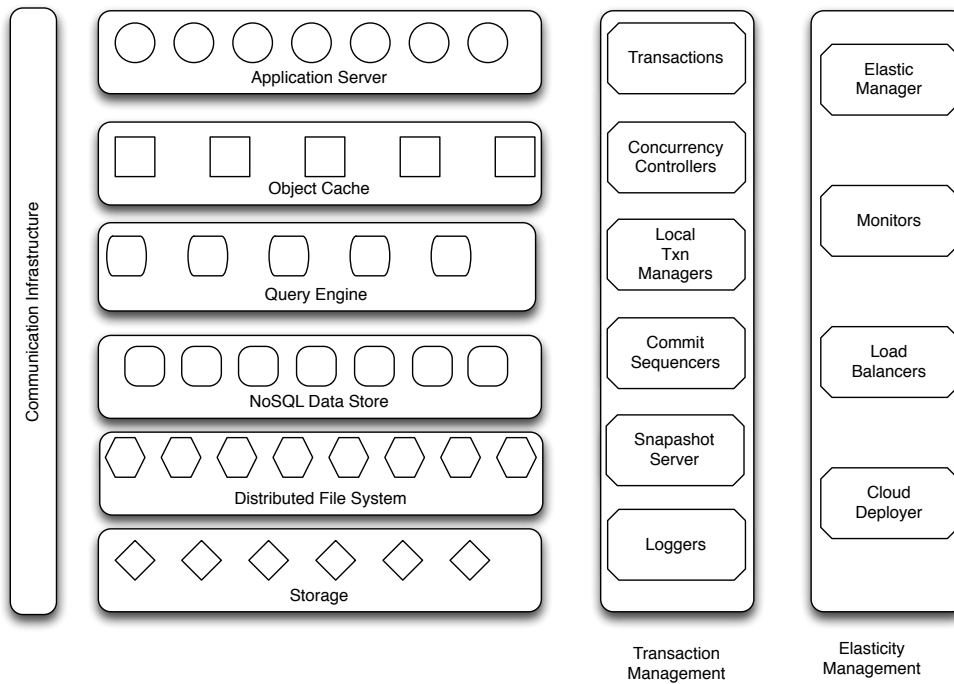 Communication Infrastructure
Application Server
Object Cache
Query Engine
NoSQL Data Store
Distributed File System
Storage
Transactions
Concurrency
Controllers
Local
Txn
Managers
Commit
Sequencers
Snapashot
Server
Loggers
Transaction
Management
Elastic
Manager
Monitors
Load
Balancers
Cloud
Deployer
Elasticity
Management